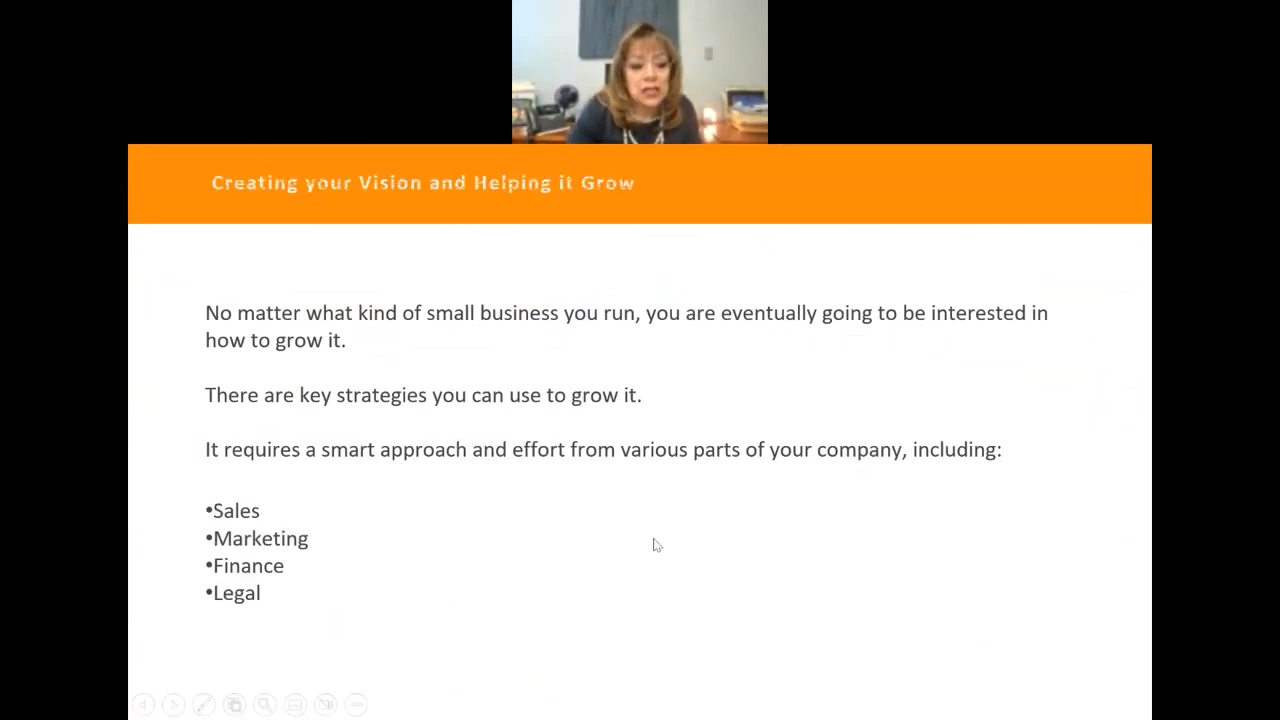 Creating your Vision and Helping it Grow
No matter what kind of small business you run, you are eventually going to be interested in
how to grow it.
There are key strategies you can use to grow it.
It requires a smart approach and effort from various parts of your company, including:
•Sales
•Marketing
•Finance
•Legal